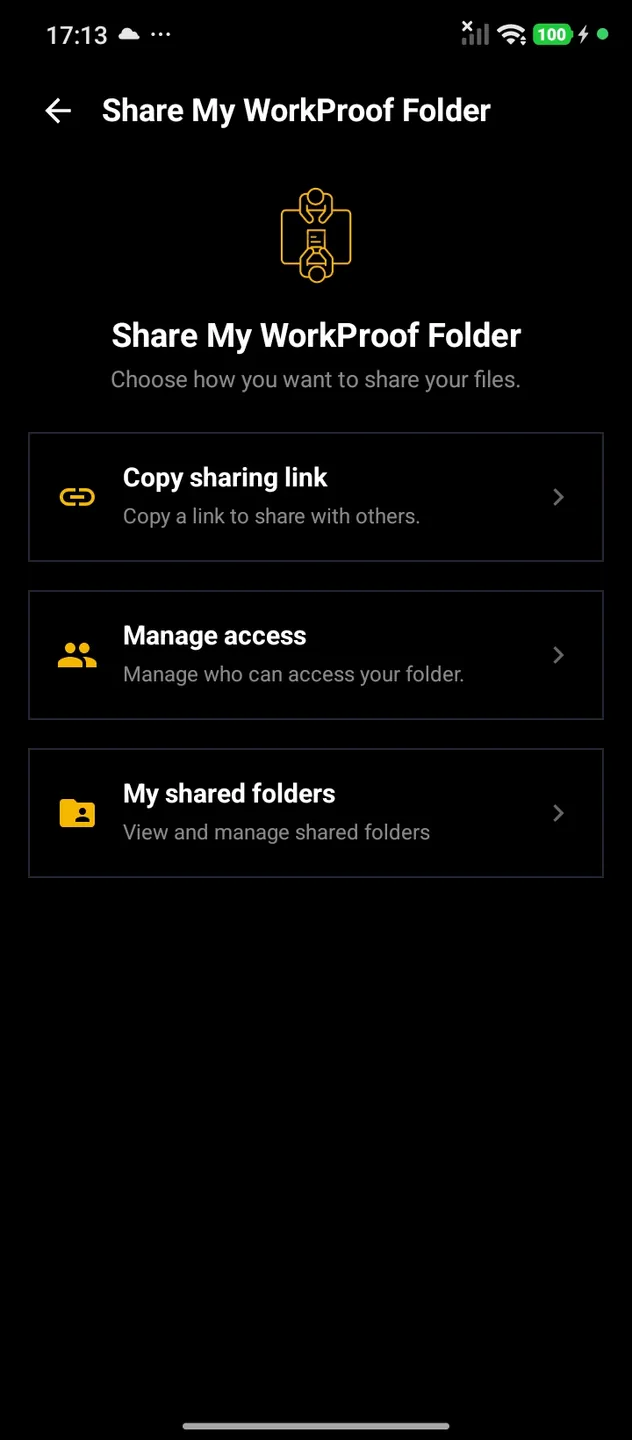 17:13
100
Share My WorkProof Folder
Share My WorkProof Folder
Choose how you want to share your files.
Copy sharing link
Copy a link to share with others.
Manage access
Manage who can access your folder.
My shared folders
View and manage shared folders